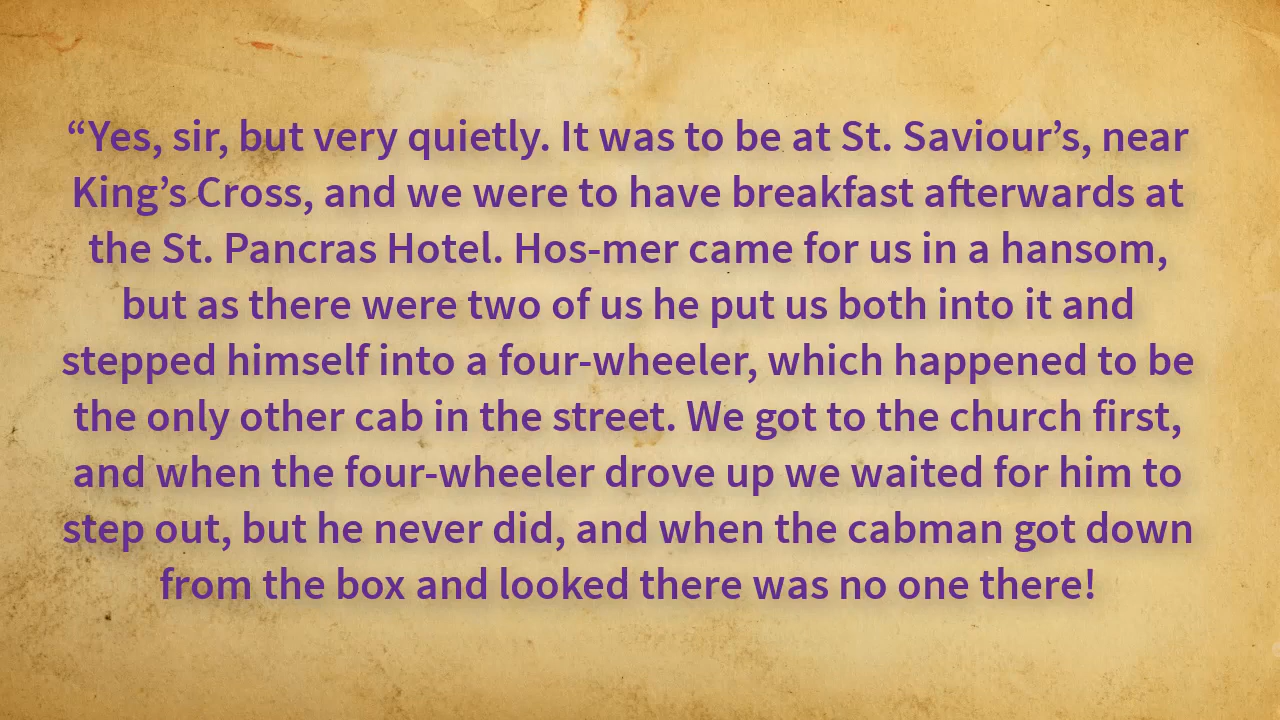 “Yes, sir, but very quietly. It was to be at St. Saviour’s, near
King’s Cross, and we were to have breakfast afterwards at
the St. Pancras Hotel. Hos-mer came for us in a hansom,
but as there were two of us he put us both into it and
stepped himself into a four-wheeler, which happened to be
the only other cab in the street. We got to the church first,
and when the four-wheeler drove up we waited for him to
step out, but he never did, and when the cabman got down
from the box and looked there was no one there!